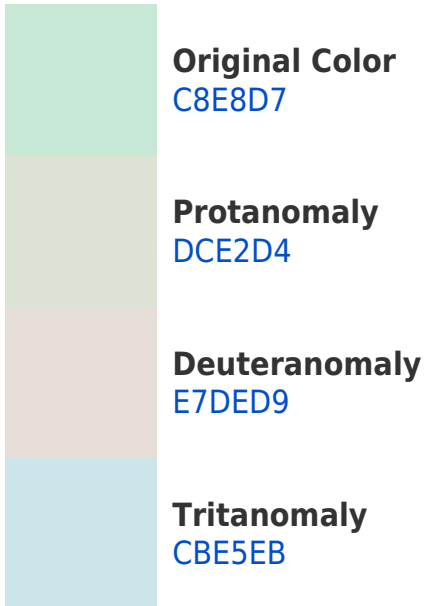 Original Color
C8E8D7
Protanomaly
DCE2D4
Deuteranomaly
E7DED9
Tritanomaly
CBE5EB